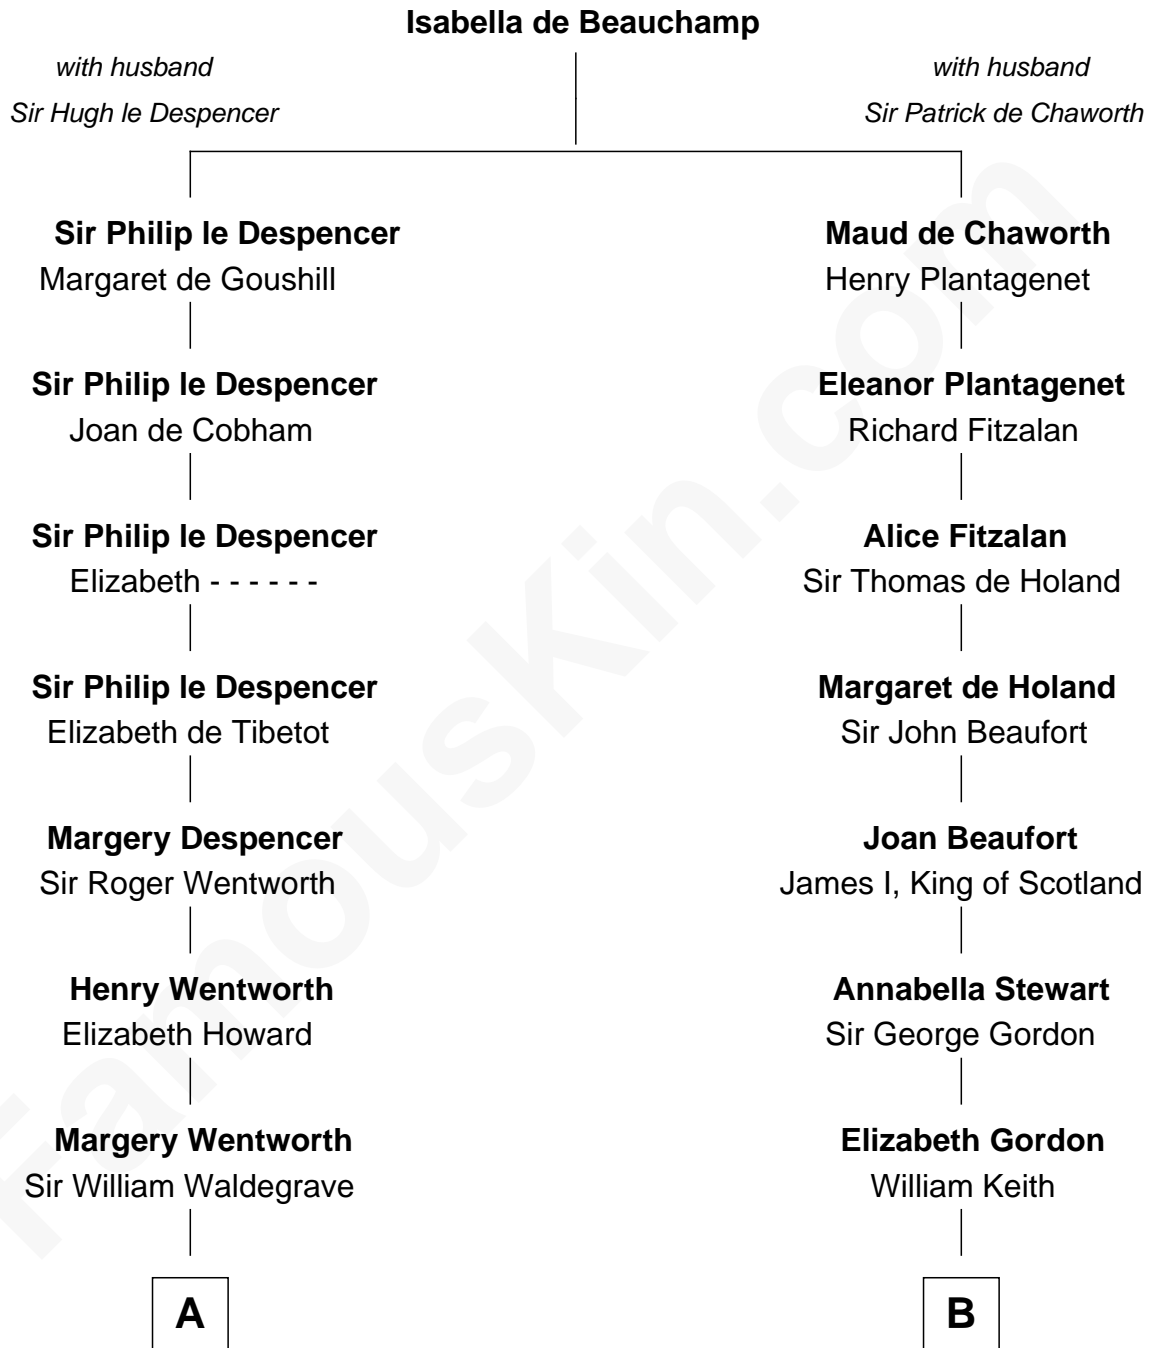 Isabella de Beauchamp
with husband
Sir Hugh le Despencer
with husband
Sir Patrick de Chaworth
Sir Philip le Despencer
Margaret de Goushill
Maud de Chaworth
Henry Plantagenet
Sir Philip le Despencer
Joan de Cobham
Eleanor Plantagenet
Richard Fitzalan
Sir Philip le Despencer
Elizabeth - - - - - -
Alice Fitzalan
Sir Thomas de Holand
Sir Philip le Despencer
Elizabeth de Tibetot
Margaret de Holand
Sir John Beaufort
Margery Despencer
Sir Roger Wentworth
Joan Beaufort
James I, King of Scotland
Henry Wentworth
Elizabeth Howard
Annabella Stewart
Sir George Gordon
Margery Wentworth
Sir William Waldegrave
Elizabeth Gordon
William Keith
A
B
FamousKin.com